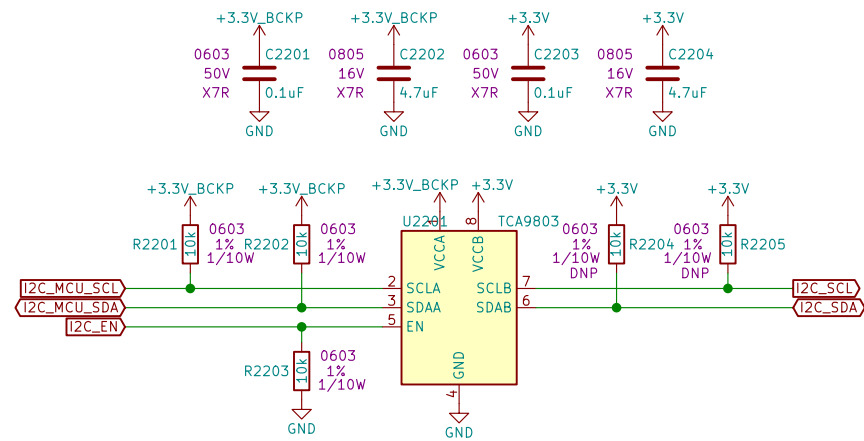 +3.3V_BCKP +3.3V_BCKP +3.3V +3.3V
0603 C2201 0805 C2202 0603 C2203 0805 C2204
50V 16V 50V 16V
X7R 0.1uF X7R 4.7uF X7R 0.1uF X7R 4.7uF
GND GND GND GND
+3.3V_BCKP +3.3V_BCKP +3.3V_BCKP +3.3V +3.3V +3.3V
U2201 TCA9803
1 VCCA 8 VCCB
R2201 10k 0603 1% 1/10W
R2202 10k 0603 1% 1/10W
R2204 10k 0603 1% 1/10W DNP
R2205 10k 0603 1% 1/10W DNP
I2C_MCU_SCL 2 SCLA SCLB 7 I2C_SCL
I2C_MCU_SDA 3 SDAA SDAB 6 I2C_SDA
I2C_EN 5 EN
R2203 10k 0603 1% 1/10W
GND 4
GND GND